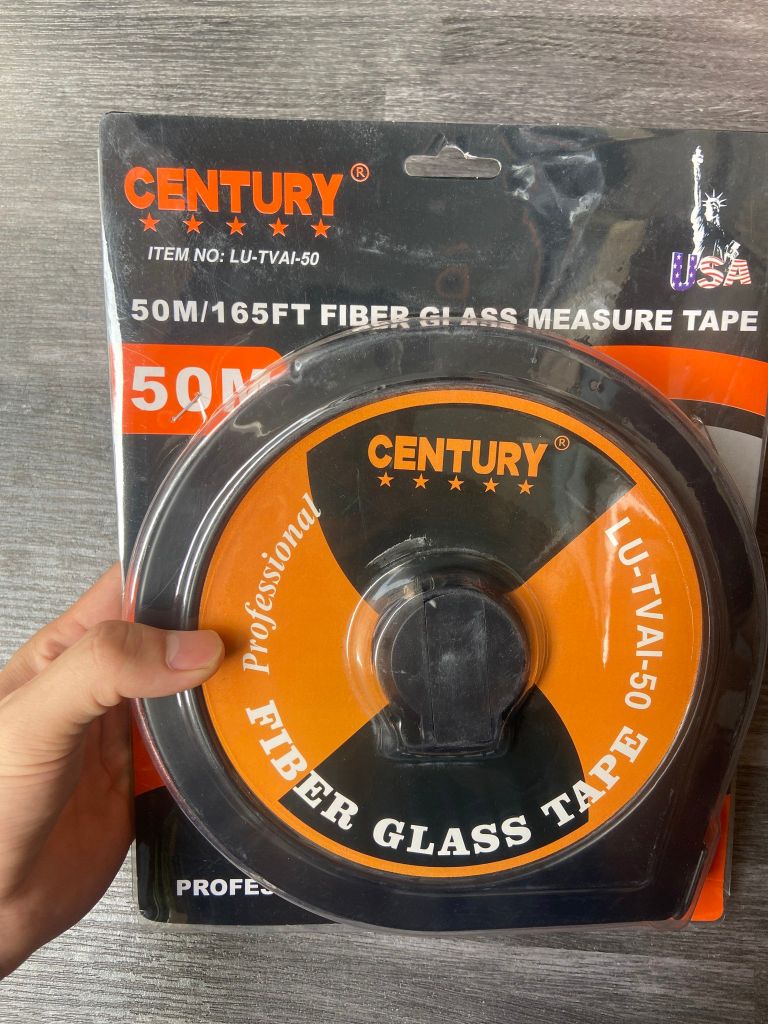 CENTURY®
ITEM NO: LU-TVAI-50
USA
50M/165FT FIBER GLASS MEASURE TAPE
50M
CENTURY®
Professional
LU-TVAI-50
FIBER GLASS TAPE